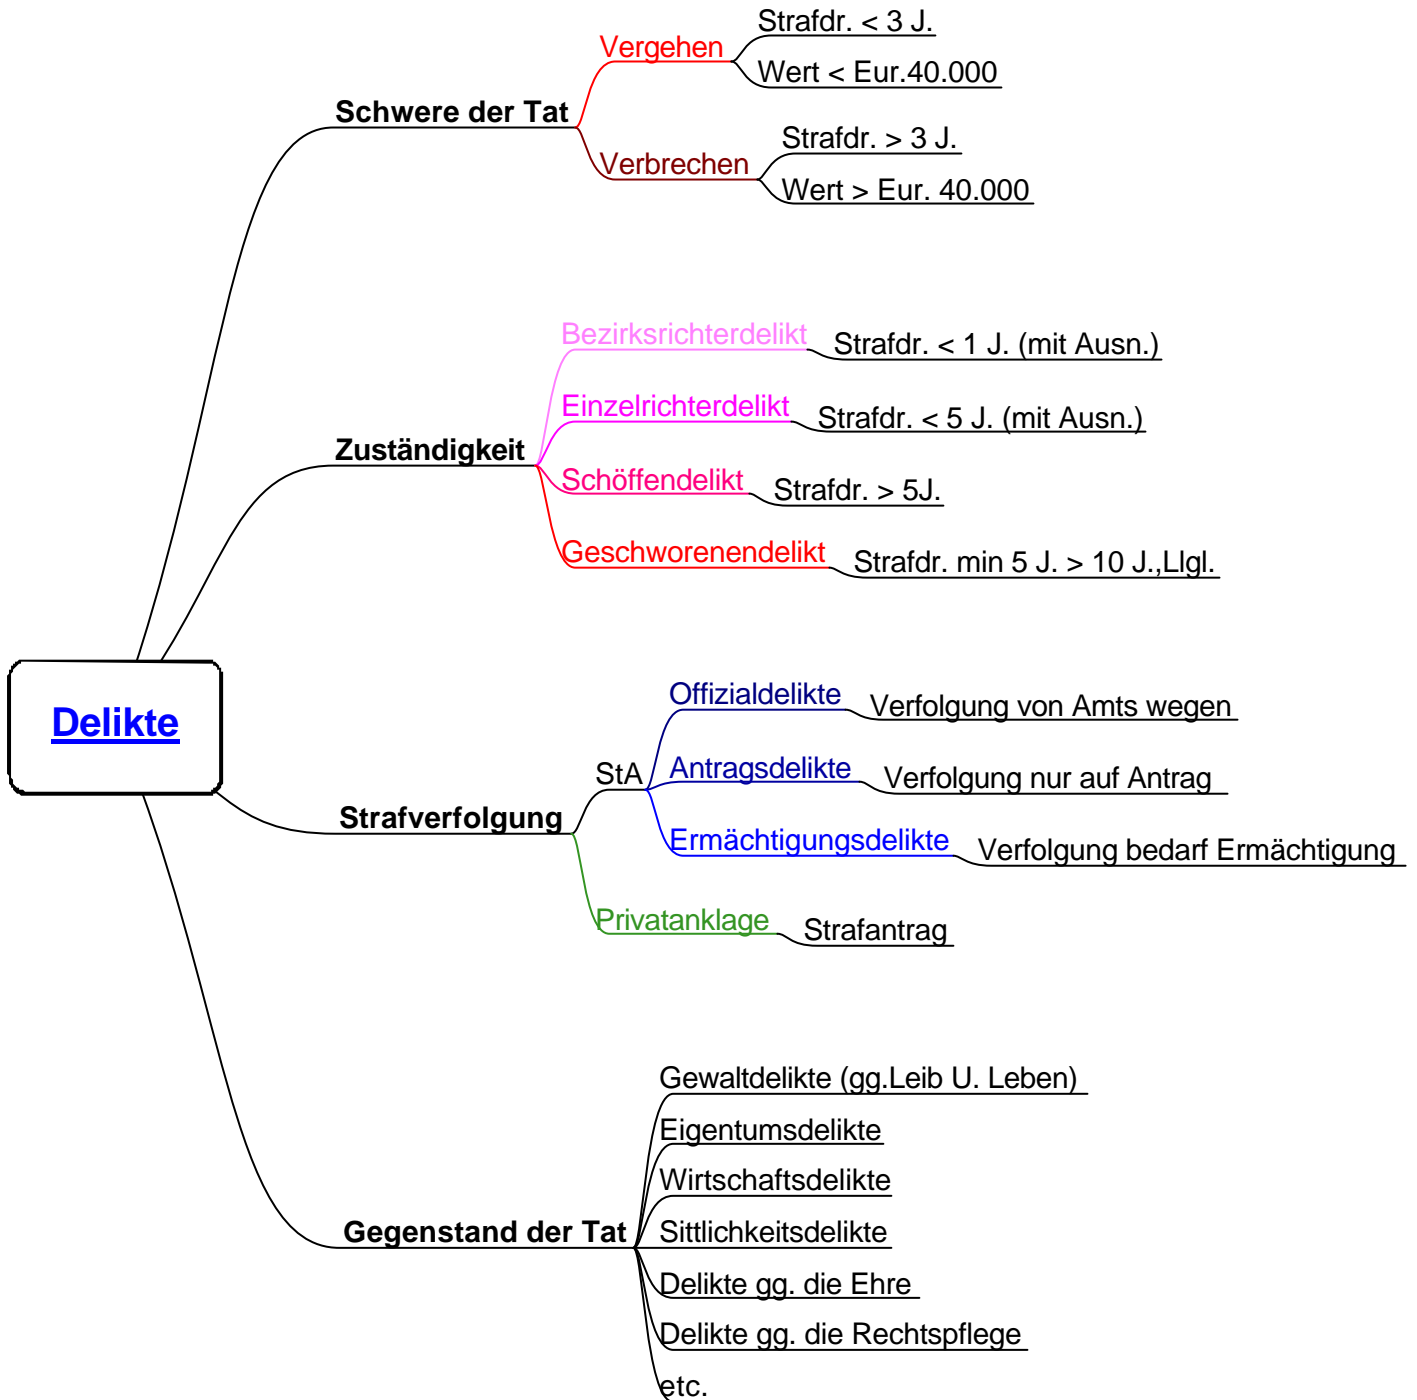 Strafdr. < 3 J.
Vergehen
Wert < Eur.40.000
Schwere der Tat
Strafdr. > 3 J.
Verbrechen
Wert > Eur. 40.000
Bezirksrichterdelikt
Strafdr. < 1 J. (mit Ausn.)
Einzelrichterdelikt
Strafdr. < 5 J. (mit Ausn.)
Zuständigkeit
Schöffendelikt
Strafdr. > 5J.
Geschworenendelikt
Strafdr. min 5 J. > 10 J.,Llgl.
Delikte
Offizialdelikte
Verfolgung von Amts wegen
StA
Antragsdelikte
Verfolgung nur auf Antrag
Strafverfolgung
Ermächtigungsdelikte
Verfolgung bedarf Ermächtigung
Privatanklage
Strafantrag
Gewaltdelikte (gg.Leib U. Leben)
Eigentumsdelikte
Wirtschaftsdelikte
Gegenstand der Tat
Sittlichkeitsdelikte
Delikte gg. die Ehre
Delikte gg. die Rechtspflege
etc.